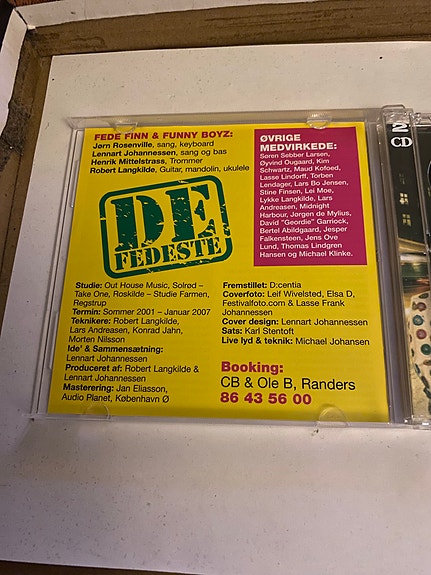 FEDE FINN & FUNNY BOYZ:
Jørn Rosenville, sang, keyboard
Lennart Johannessen, sang og bas
Henrik Mittelstrass, Trommer
Robert Langkilde, Guitar, mandolin, ukulele
ØVRIGE
MEDVIRKEDE:
Søren Sebber Larsen,
Øyvind Ougaard, Kim
Schwartz, Maud Kofoed,
Lasse Lindorff, Torben
Lendager, Lars Bo Jensen,
Stine Finsen, Lei Moe,
Lykke Langkilde, Lars
Andreasen, Midnight
Harbour, Jørgen de Mylius,
David "Geordie" Garriock,
Bertel Abildgaard, Jesper
Falkensteen, Jens Ove
Lund, Thomas Lindgren
Hansen og Michael Klinke.
DE
FEDESTE
Studie: Out House Music, Solrød –
Take One, Roskilde – Studie Farmen,
Regstrup
Termin: Sommer 2001 – Januar 2007
Teknikere: Robert Langkilde,
Lars Andreasen, Konrad Jahn,
Morten Nilsson
Ide' & Sammensætning:
Lennart Johannessen
Produceret af: Robert Langkilde &
Lennart Johannessen
Mastering: Jan Eliasson,
Audio Planet, København Ø
Fremstillet: D:centia
Coverfoto: Leif Wivelsted, Elsa D,
Festivalfoto.com & Lasse Frank
Johannessen
Cover design: Lennart Johannessen
Sats: Karl Stentoft
Live lyd & teknik: Michael Johansen
Booking:
CB & Ole B, Randers
86 43 56 00
2
CD